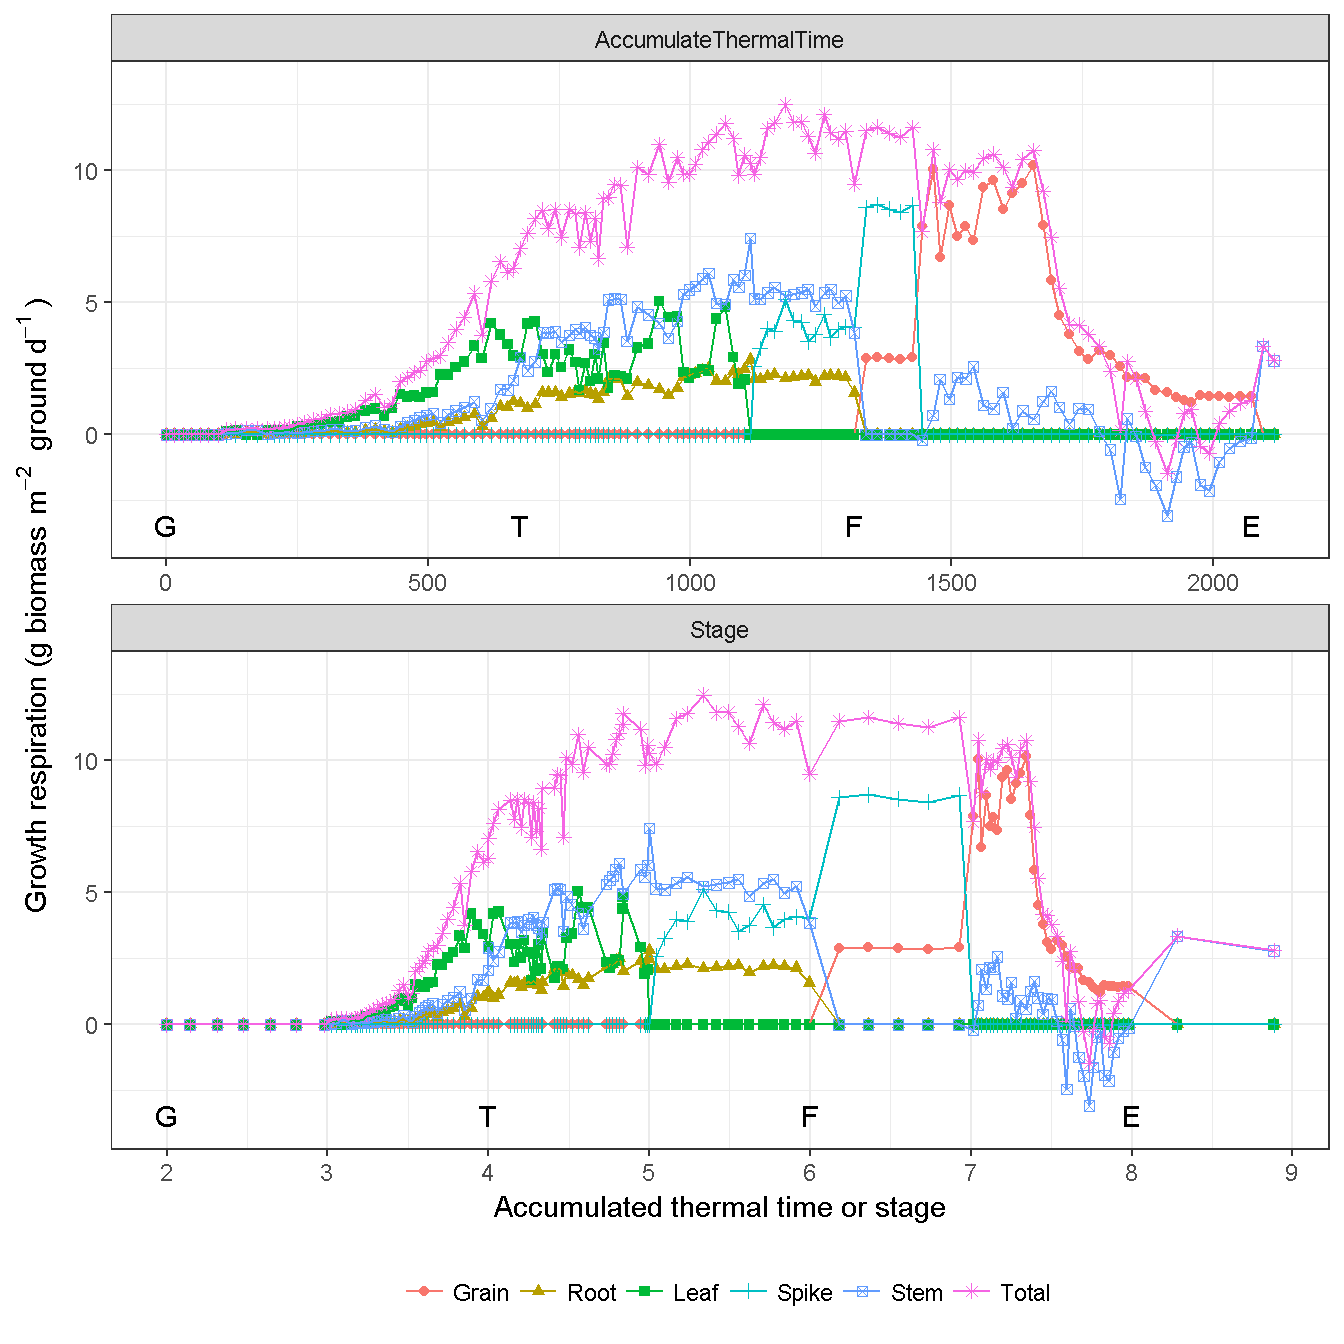 AccumulateThermalTime
10
5
0
G T F E
0 500 1000 1500 2000
Stage
10
5
0
G T F E
2 3 4 5 6 7 8 9
Growth respiration (g biomass m⁻² ground d⁻¹ )
Accumulated thermal time or stage
Grain Root Leaf Spike Stem Total